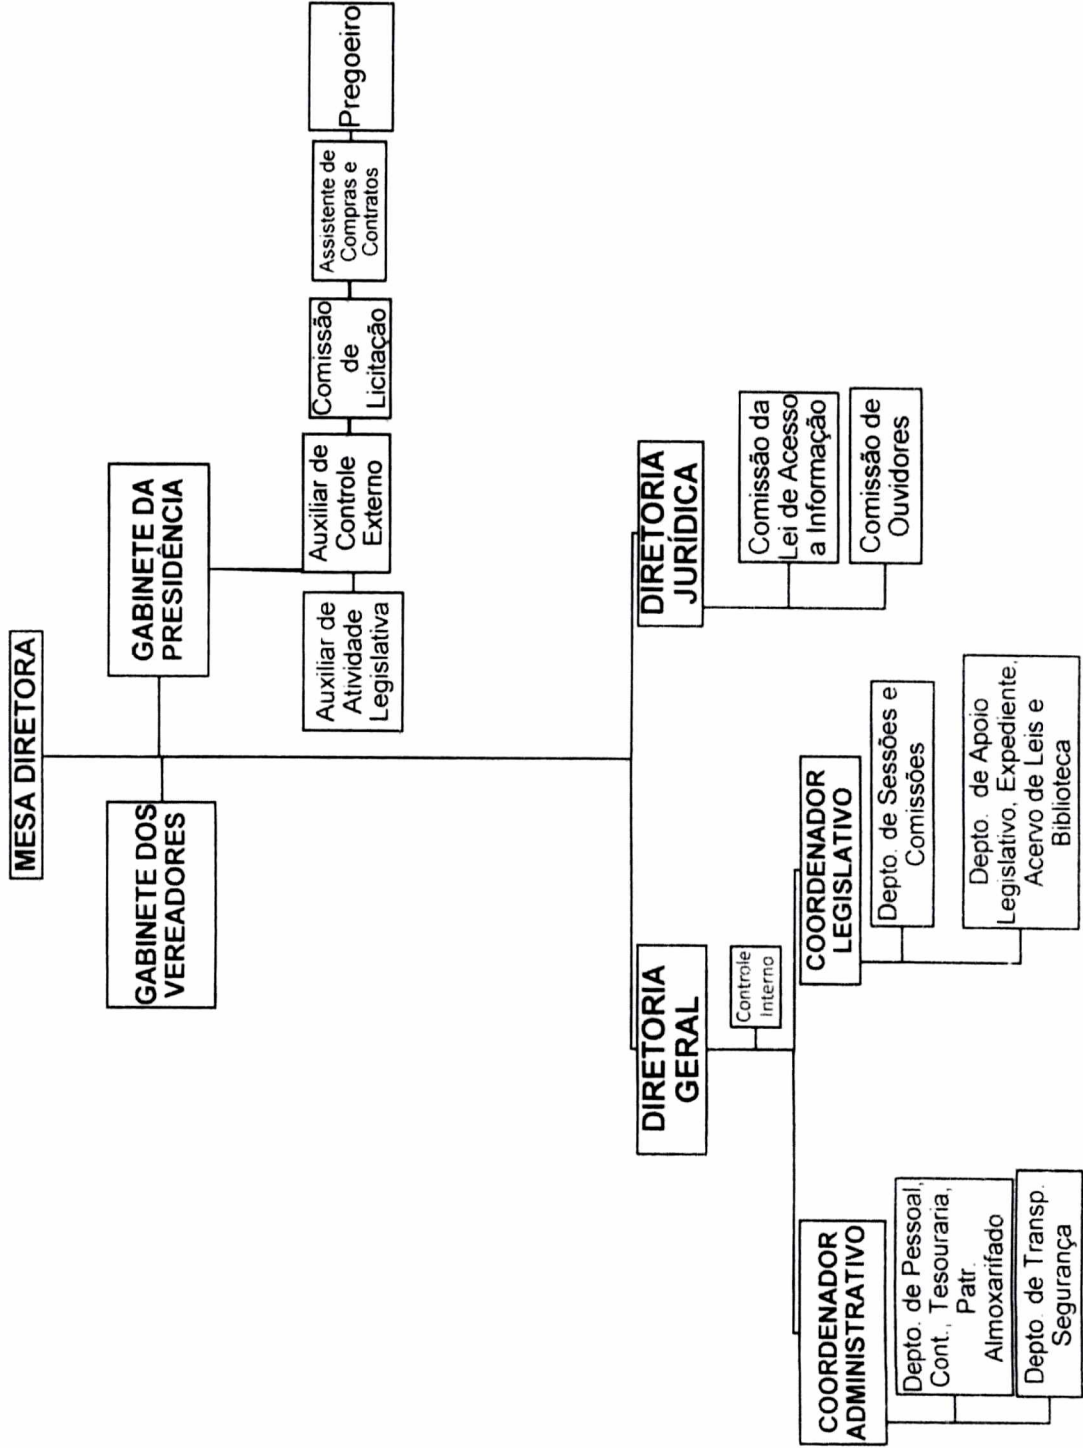 MESA DIRETORA
GABINETE DOS
VEREADORES
GABINETE DA
PRESIDÊNCIA
Auxiliar de
Atividade
Legislativa
Auxiliar de
Controle
Externo
Comissão
de
Licitação
Assistente de
Compras e
Contratos
Pregoeiro
DIRETORIA
GERAL
DIRETORIA
JURÍDICA
Controle
Interno
Comissão da
Lei de Acesso
a Informação
Comissão de
Ouvidores
COORDENADOR
ADMINISTRATIVO
Depto. de Pessoal,
Cont., Tesouraria,
Patr.
Almoxarifado
Depto. de Transp.
Segurança
COORDENADOR
LEGISLATIVO
Depto. de Sessões e
Comissões
Depto. de Apoio
Legislativo, Expediente,
Acervo de Leis e
Biblioteca